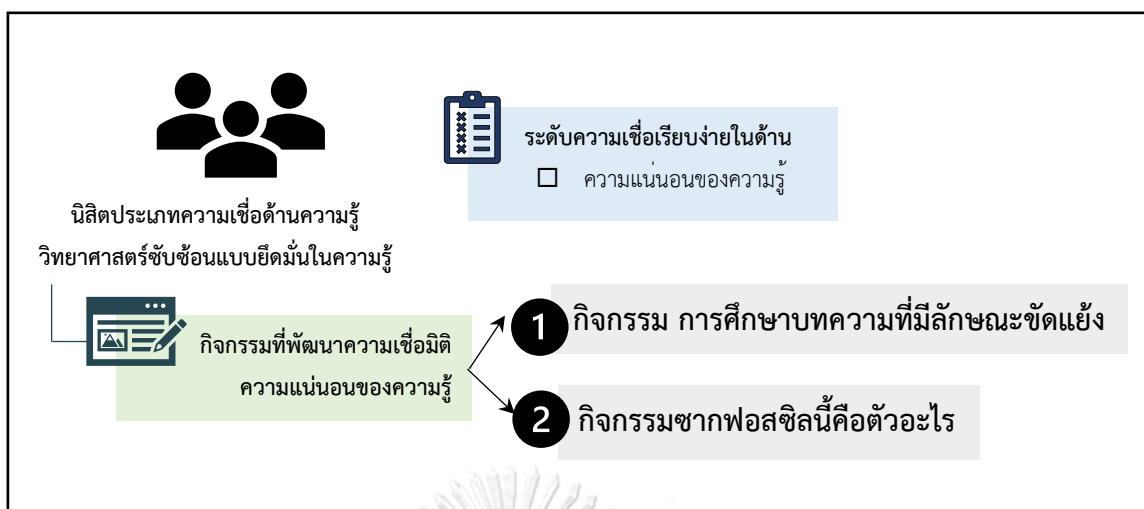 ระดับความเชื่อเรียบง่ายในด้าน
ความแน่นอนของความรู้
นิสิตประเภทความเชื่อด้านความรู้
วิทยาศาสตร์ซับซ้อนแบบยึดมั่นในความรู้
กิจกรรมที่พัฒนาความเชื่อมิติ
ความแน่นอนของความรู้
1 กิจกรรม การศึกษาบทความที่มีลักษณะขัดแย้ง
2 กิจกรรมซากฟอสซิลนี้คือตัวอะไร